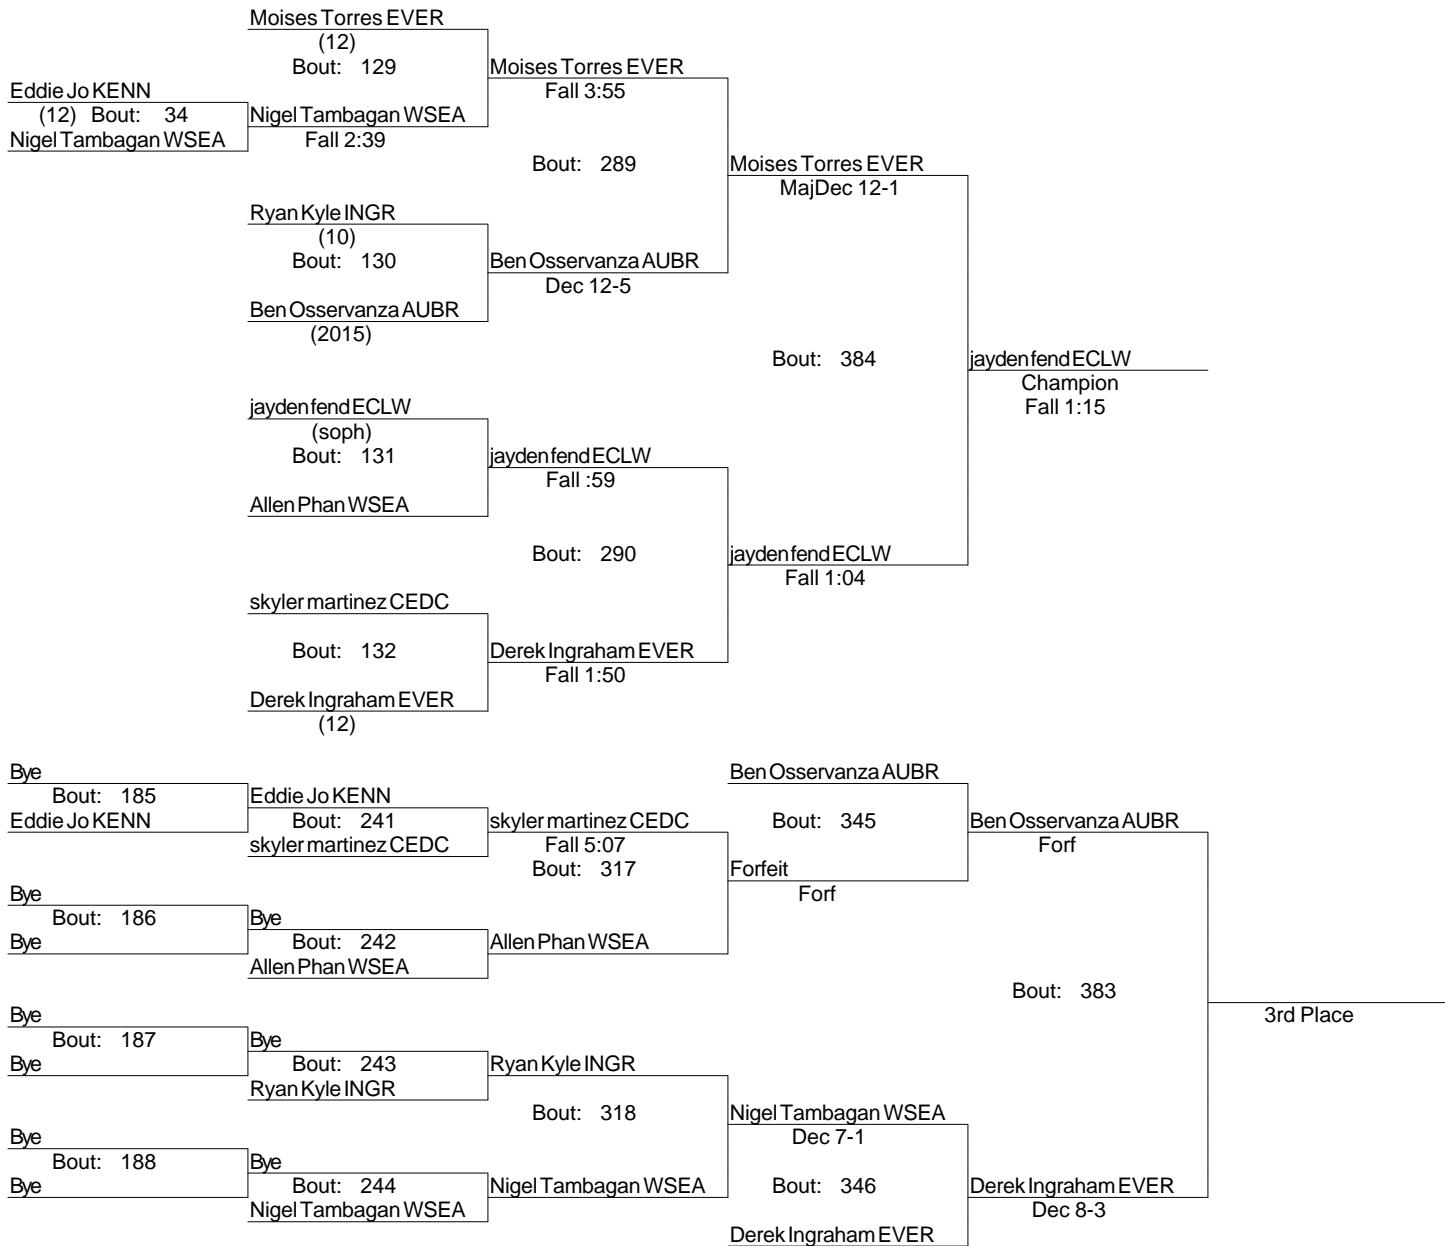 Moises Torres EVER
(12)
Bout: 129
Moises Torres EVER
Fall 3:55
Eddie Jo KENN
(12) Bout: 34
Nigel Tambagan WSEA
Nigel Tambagan WSEA
Fall 2:39
Bout: 289
Moises Torres EVER
MajDec 12-1
Ryan Kyle INGR
(10)
Bout: 130
Ben Osservanza AUBR
Dec 12-5
Ben Osservanza AUBR
(2015)
Bout: 384
jayden fend ECLW
Champion
Fall 1:15
jayden fend ECLW
(soph)
Bout: 131
jayden fend ECLW
Fall :59
Allen Phan WSEA
Bout: 290
jayden fend ECLW
Fall 1:04
skyler martinez CEDC
Bout: 132
Derek Ingraham EVER
Fall 1:50
Derek Ingraham EVER
(12)
Bye
Bout: 185
Eddie Jo KENN
Eddie Jo KENN
Bout: 241
skyler martinez CEDC
skyler martinez CEDC
Fall 5:07
Bout: 317
Ben Osservanza AUBR
Bout: 345
Ben Osservanza AUBR
Forf
Forfeit
Forf
Bye
Bout: 186
Bye
Bye
Bout: 242
Allen Phan WSEA
Allen Phan WSEA
Bout: 383
3rd Place
Bye
Bout: 187
Bye
Bye
Bout: 243
Ryan Kyle INGR
Ryan Kyle INGR
Bout: 318
Nigel Tambagan WSEA
Dec 7-1
Bye
Bout: 188
Bye
Bye
Bout: 244
Nigel Tambagan WSEA
Nigel Tambagan WSEA
Bout: 346
Derek Ingraham EVER
Dec 8-3
Derek Ingraham EVER